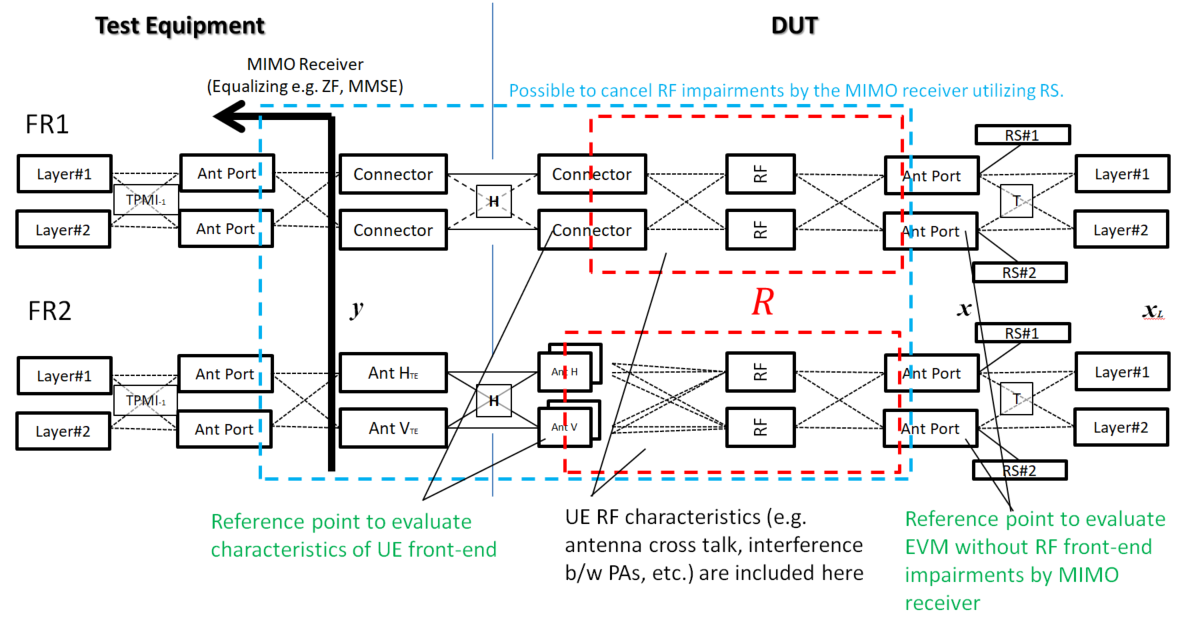 Test Equipment
DUT
MIMO Receiver
(Equalizing e.g. ZF, MMSE)
Possible to cancel RF impairments by the MIMO receiver utilizing RS.
FR1
RS#1
Layer#1
Ant Port
Connector
Connector
RF
Ant Port
Layer#1
TPMI-1
H
T
Layer#2
Ant Port
Connector
Connector
RF
Ant Port
Layer#2
RS#2
FR2
y
R
x
xL
RS#1
Layer#1
Ant Port
Ant HTE
Ant H
RF
Ant Port
Layer#1
TPMI-1
H
T
Layer#2
Ant Port
Ant VTE
Ant V
RF
Ant Port
Layer#2
RS#2
Reference point to evaluate
characteristics of UE front-end
UE RF characteristics (e.g.
antenna cross talk, interference
b/w PAs, etc.) are included here
Reference point to evaluate
EVM without RF front-end
impairments by MIMO
receiver